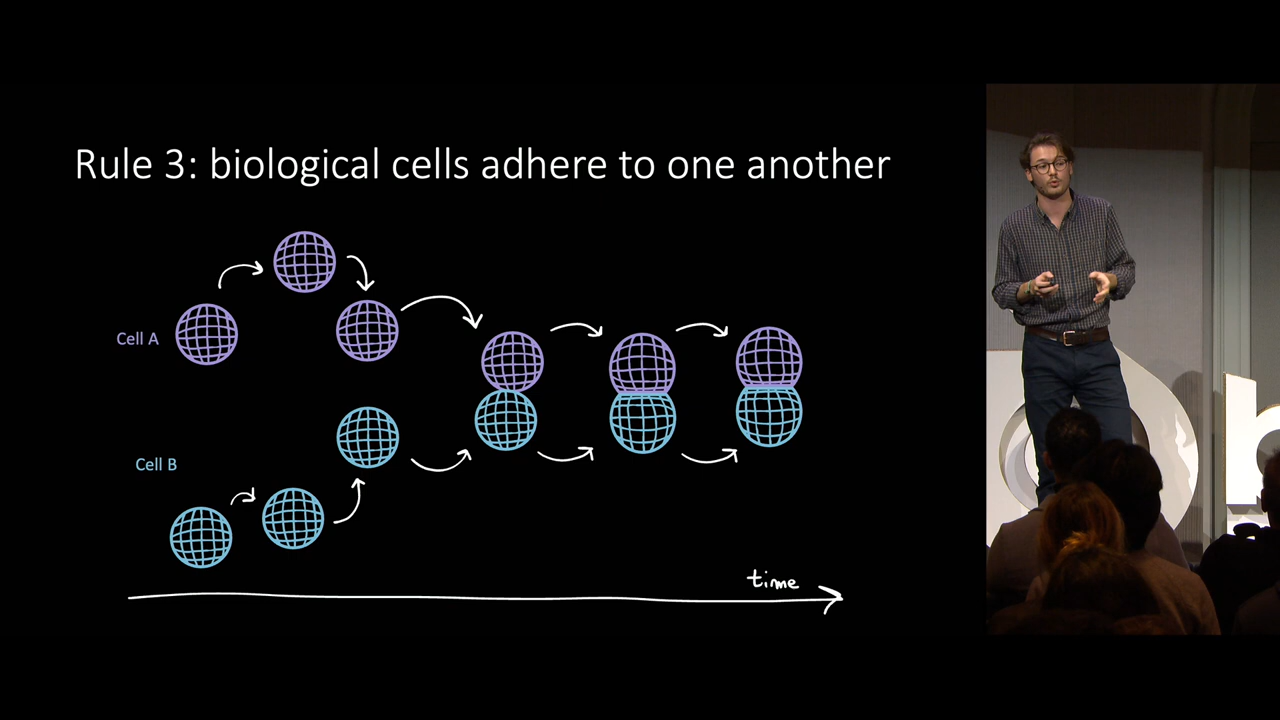 Rule 3: biological cells adhere to one another
Cell A
Cell B
time